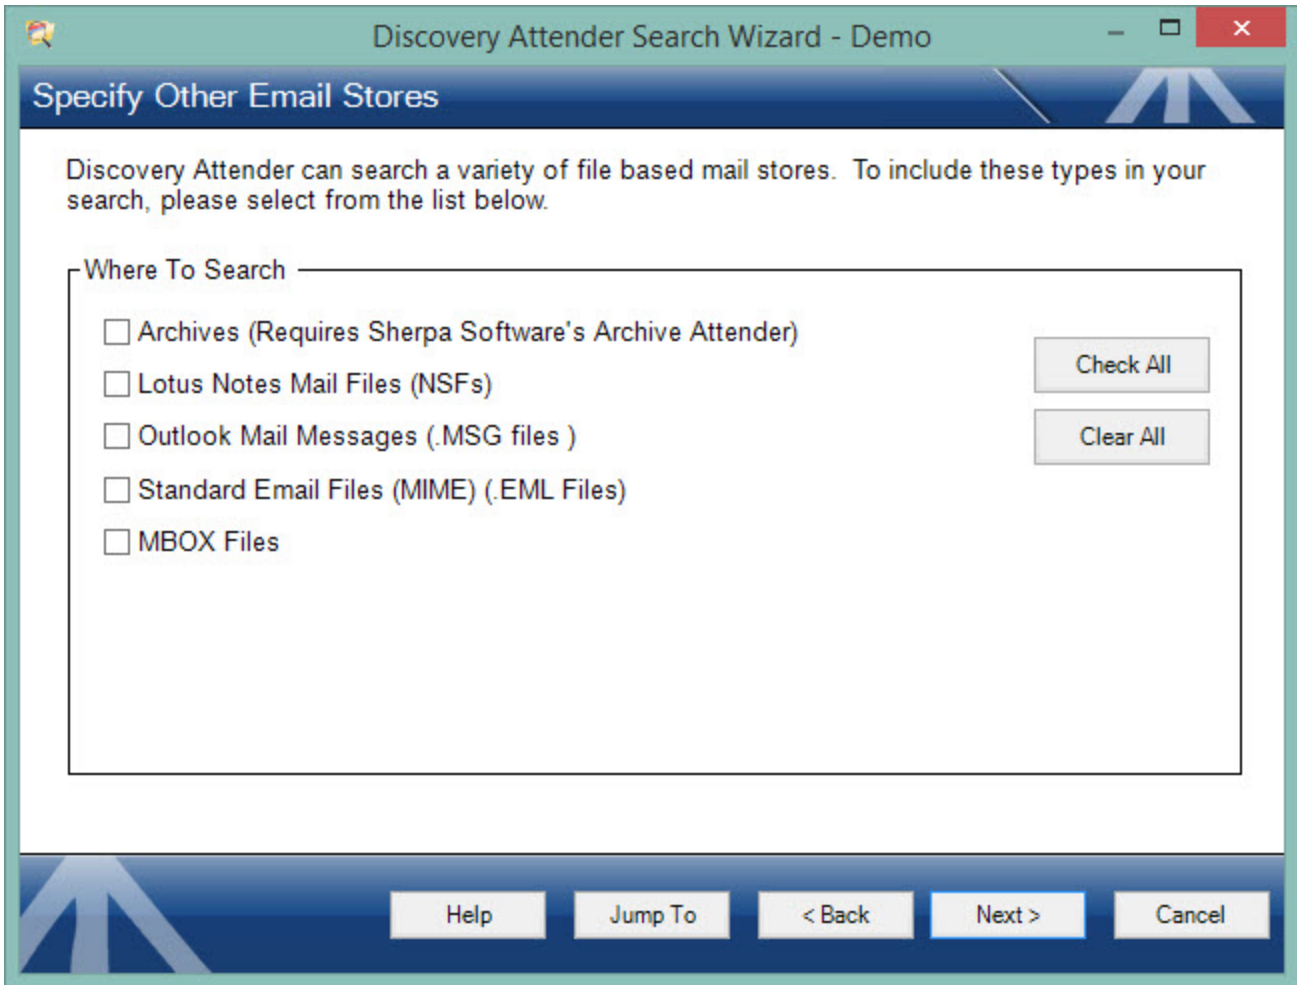 Discovery Attender Search Wizard - Demo
Specify Other Email Stores
Discovery Attender can search a variety of file based mail stores.  To include these types in your
search, please select from the list below.
Where To Search
Archives (Requires Sherpa Software's Archive Attender)
Check All
Lotus Notes Mail Files (NSFs)
Outlook Mail Messages (.MSG files )
Clear All
Standard Email Files (MIME) (.EML Files)
MBOX Files
Help
Jump To
< Back
Next >
Cancel